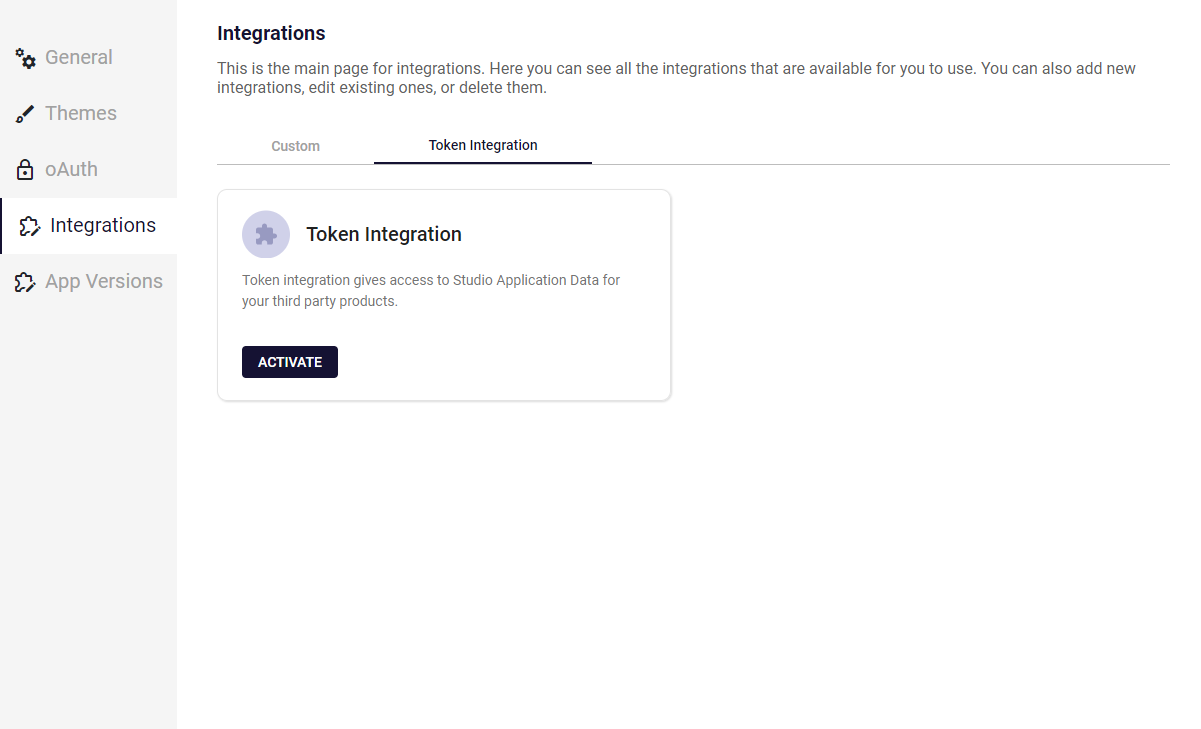 General
Themes
oAuth
Integrations
App Versions
Integrations
This is the main page for integrations. Here you can see all the integrations that are available for you to use. You can also add new
integrations, edit existing ones, or delete them.
Custom
Token Integration
Token Integration
Token integration gives access to Studio Application Data for
your third party products.
ACTIVATE